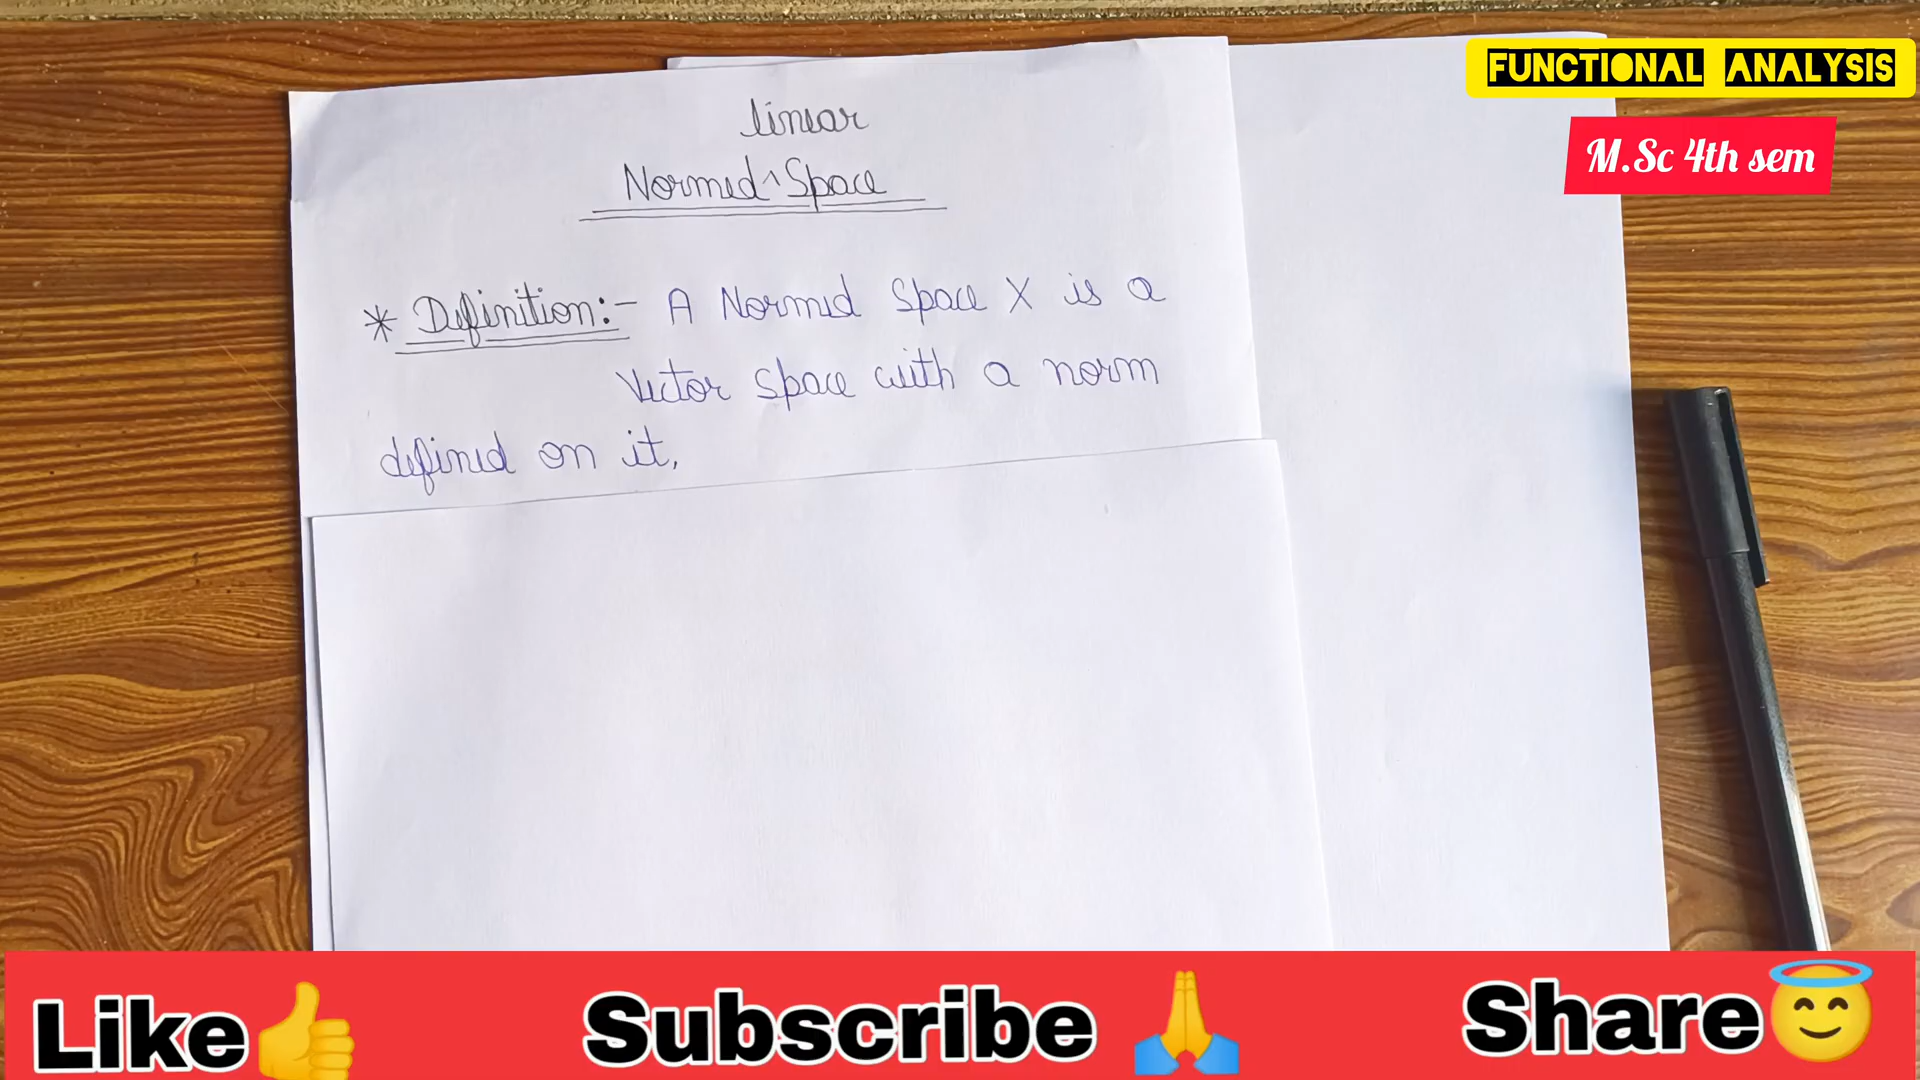 FUNCTIONAL ANALYSIS
M.Sc 4th sem
linear
Normed ^ Space
* Definition:- A Normed Space X is a
Vector space with a norm
defined on it,
Like👍
Subscribe 🙏
Share😇